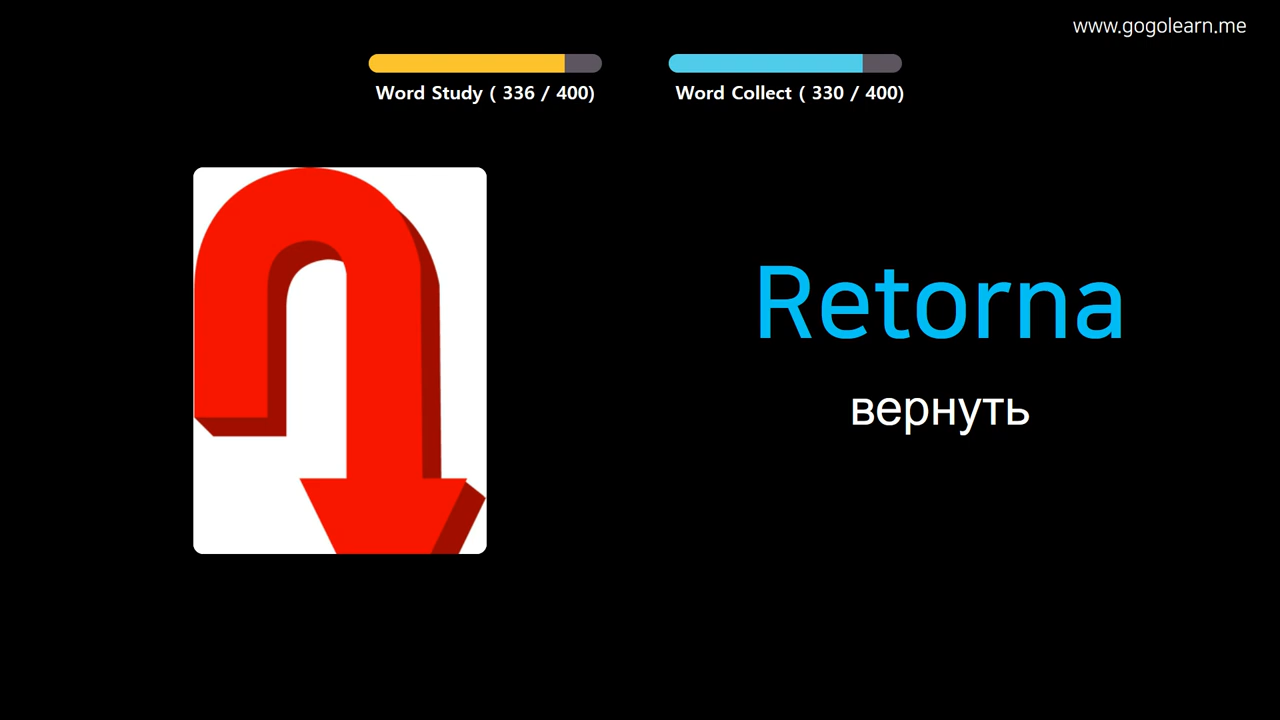 www.gogolearn.me
Word Study ( 336 / 400)
Word Collect ( 330 / 400)
Retorna
вернуть